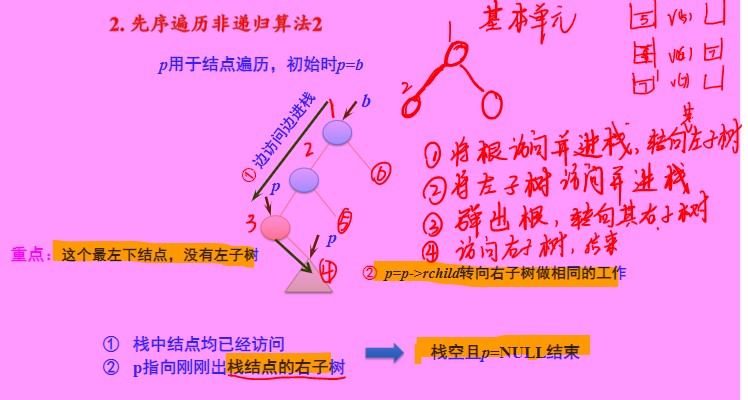 2. 先序遍历非递归算法2
基本单元
p用于结点遍历，初始时p=b
1
2
b
1
① 边访问边进栈
2
p
3
⑥
⑤
p
④
① 将根访问并进栈，转向其左子树
② 将左子树访问并进栈
③ 弹出根，转向其右子树
④ 访问右子树，结束
重点：这个最左下结点，没有左子树
② p=p->rchild转向右子树做相同的工作
① 栈中结点均已经访问
② p指向刚刚出栈结点的右子树
栈空且p=NULL结束